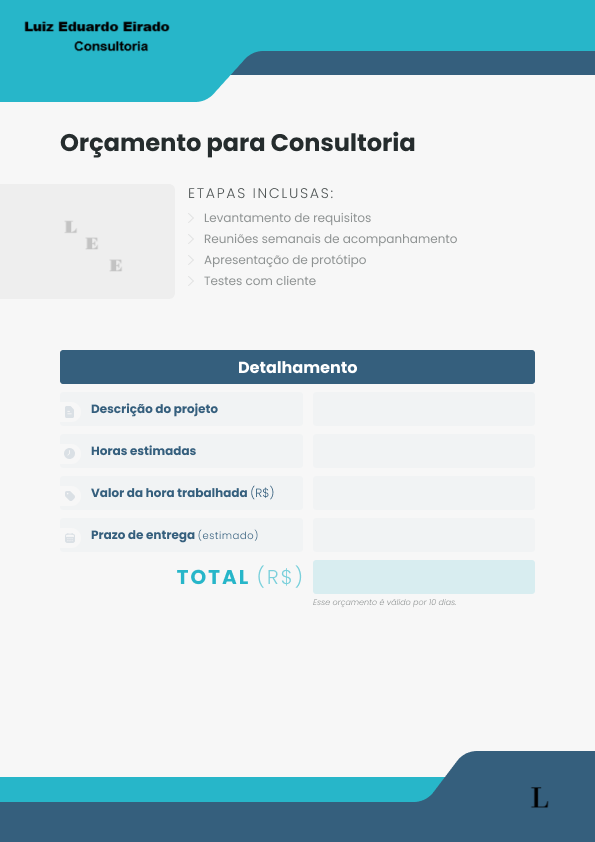 Luiz Eduardo Eirado
Consultoria
Orçamento para Consultoria
L
E
E
ETAPAS INCLUSAS:
Levantamento de requisitos
Reuniões semanais de acompanhamento
Apresentação de protótipo
Testes com cliente
Detalhamento
Descrição do projeto
Horas estimadas
Valor da hora trabalhada (R$)
Prazo de entrega (estimado)
TOTAL (R$)
Esse orçamento é válido por 10 dias.
L